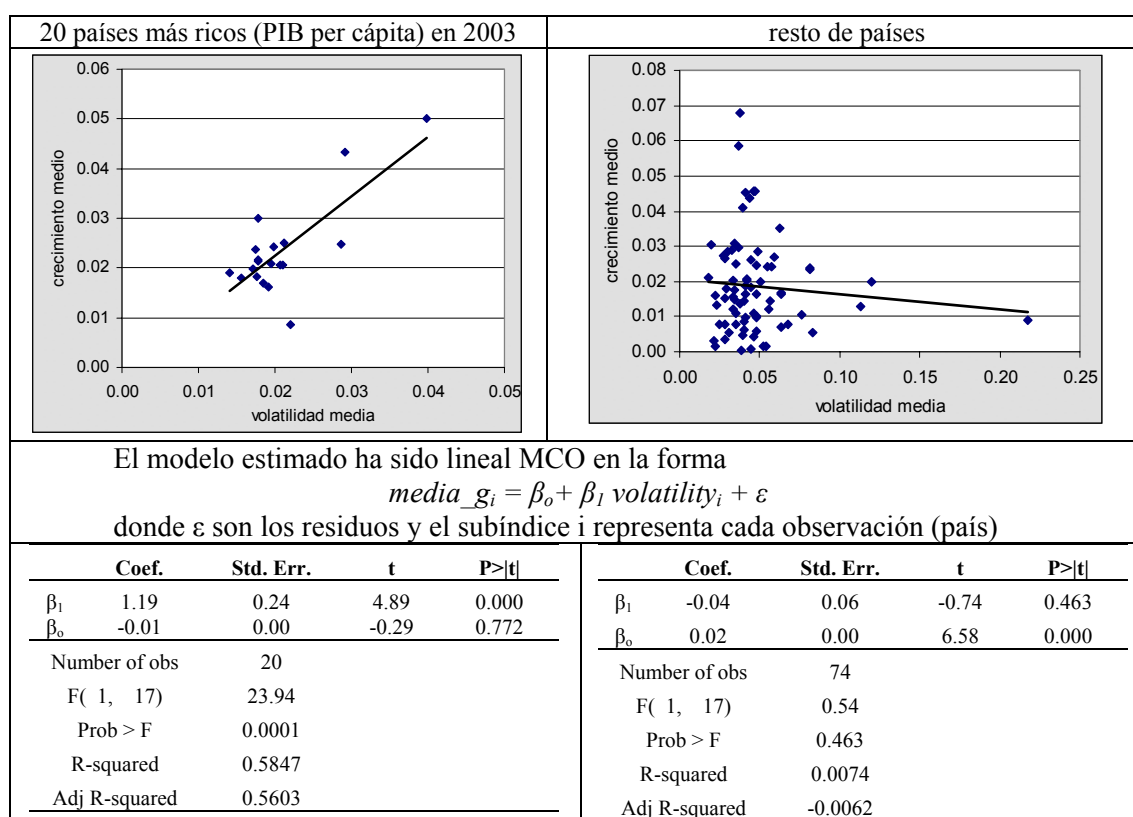 20 países más ricos (PIB per cápita) en 2003
resto de países
0.06
0.05
0.04
0.03
0.02
0.01
0.00
crecimiento medio
0.00 0.01 0.02 0.03 0.04 0.05
volatilidad media
0.08
0.07
0.06
0.05
0.04
0.03
0.02
0.01
0.00
crecimiento medio
0.00 0.05 0.10 0.15 0.20 0.25
volatilidad media
El modelo estimado ha sido lineal MCO en la forma
media_gᵢ = βₒ+ β₁ volatilityᵢ + ε
donde ε son los residuos y el subíndice i representa cada observación (país)
Coef. Std. Err. t P>|t|
β₁ 1.19 0.24 4.89 0.000
βₒ -0.01 0.00 -0.29 0.772
Number of obs 20
F( 1, 17) 23.94
Prob > F 0.0001
R-squared 0.5847
Adj R-squared 0.5603
Coef. Std. Err. t P>|t|
β₁ -0.04 0.06 -0.74 0.463
βₒ 0.02 0.00 6.58 0.000
Number of obs 74
F( 1, 17) 0.54
Prob > F 0.463
R-squared 0.0074
Adj R-squared -0.0062